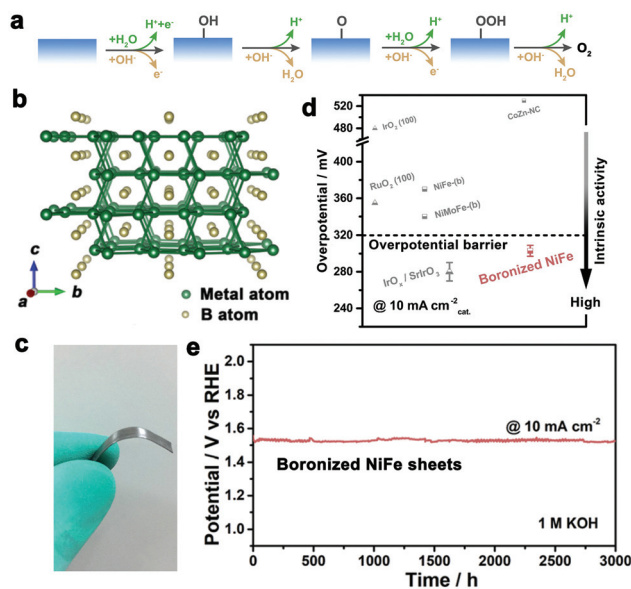 a
OH
O
OOH
H⁺+e⁻
H⁺
H⁺
H⁺
+H₂O
+H₂O
O₂
+OH⁻
+OH⁻
+OH⁻
+OH⁻
e⁻
H₂O
e⁻
H₂O
b
c
a
b
Metal atom
B atom
d
Overpotential / mV
520
480
400
360
320
280
240
IrO₂ (100)
CoZn-NC
RuO₂ (100)
NiFe-(b)
NiMoFe-(b)
Overpotential barrier
IrOₓ / SrIrO₃
Boronized NiFe
@ 10 mA cm⁻²cat.
Intrinsic activity
High
c
e
Potential / V vs RHE
2.0
1.8
1.6
1.4
1.2
1.0
@ 10 mA cm⁻²
Boronized NiFe sheets
1 M KOH
0 500 1000 1500 2000 2500 3000
Time / h